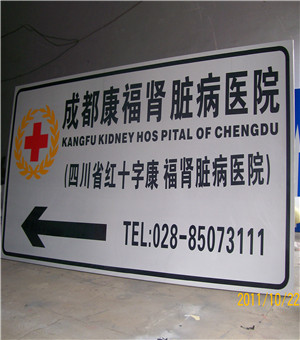 成都康福肾脏病医院
KANGFU KIDNEY HOS PITAL OF CHENGDU
(四川省红十字康 福肾脏病医院)
TEL:028-85073111
2011/10/22